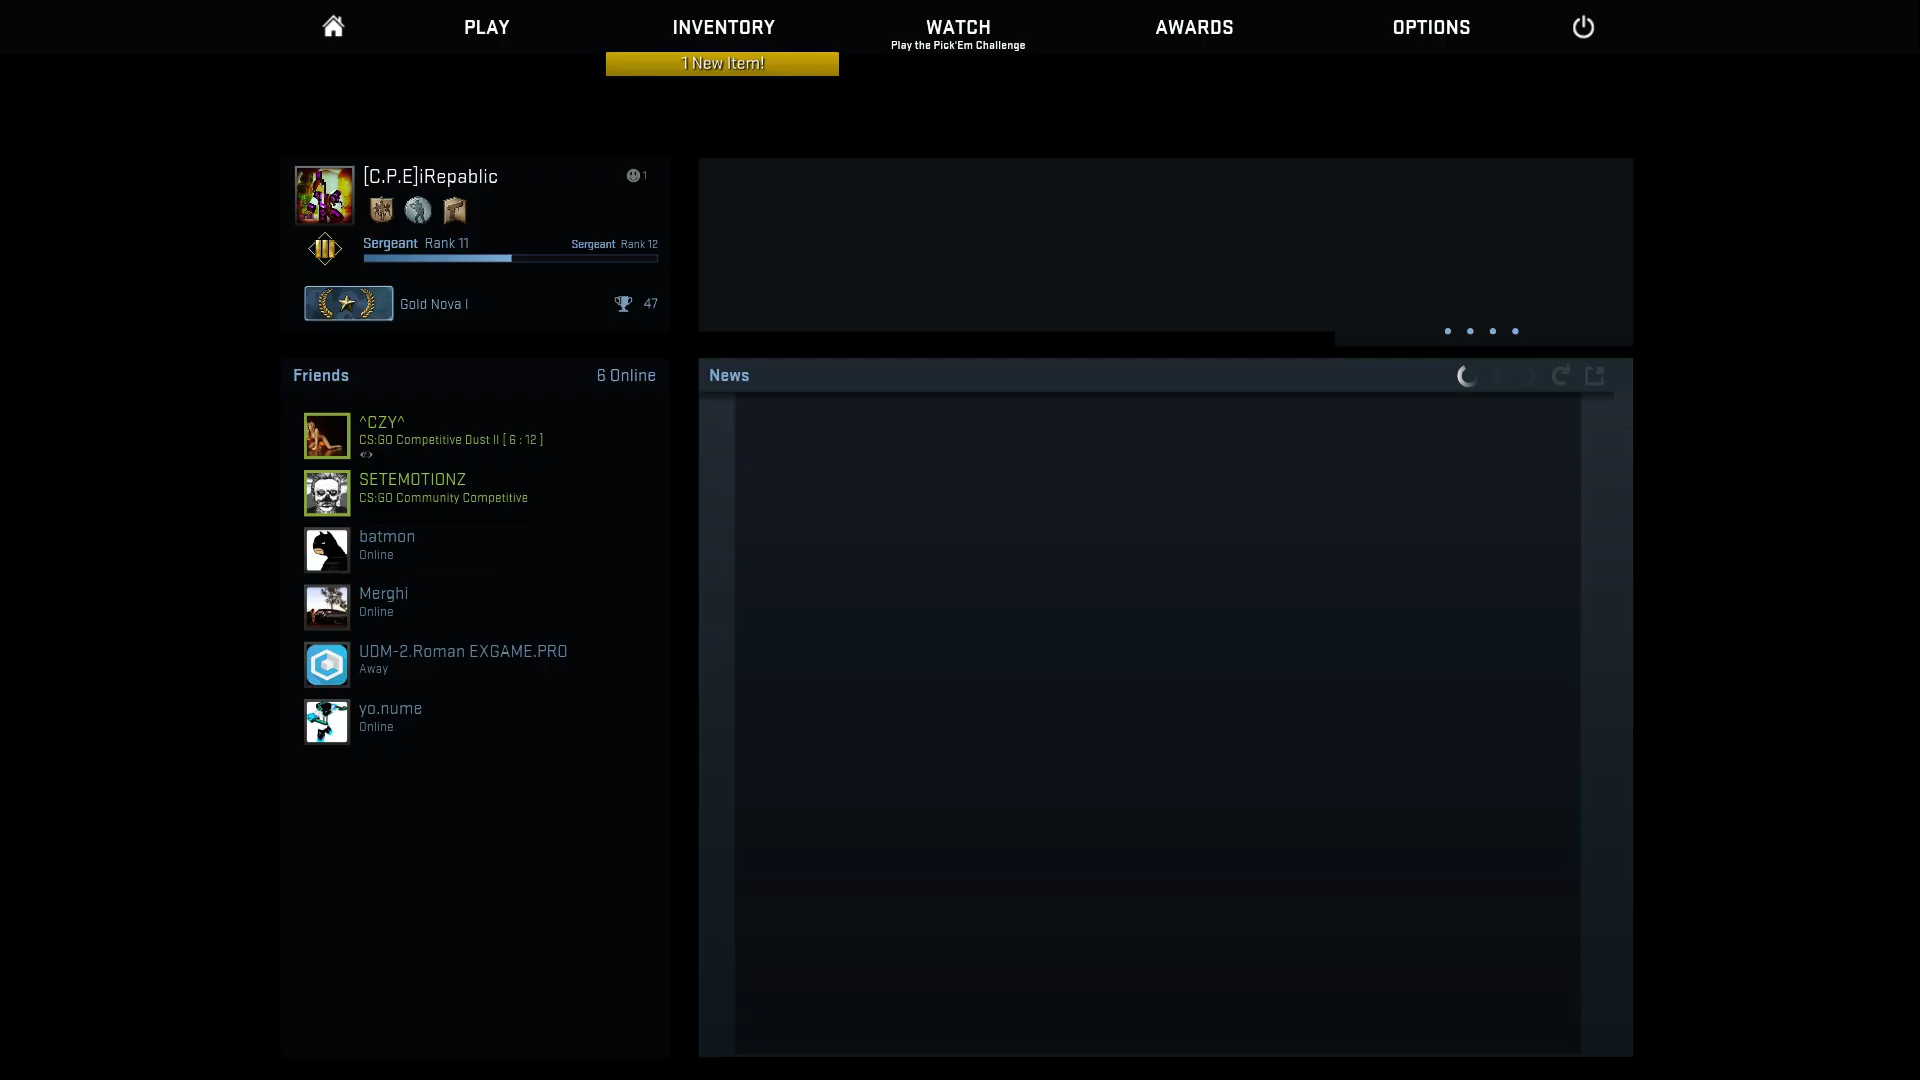 PLAY
INVENTORY
WATCH
AWARDS
OPTIONS
Play the Pick'Em Challenge
1 New Item!
[C.P.E]iRepablic
1
Sergeant Rank 11
Sergeant Rank 12
Gold Nova I
47
Friends
6 Online
News
^CZY^
CS:GO Competitive Dust II [ 6 : 12 ]
SETEMOTIONZ
CS:GO Community Competitive
batmon
Online
Merghi
Online
UDM-2.Roman EXGAME.PRO
Away
yo.nume
Online